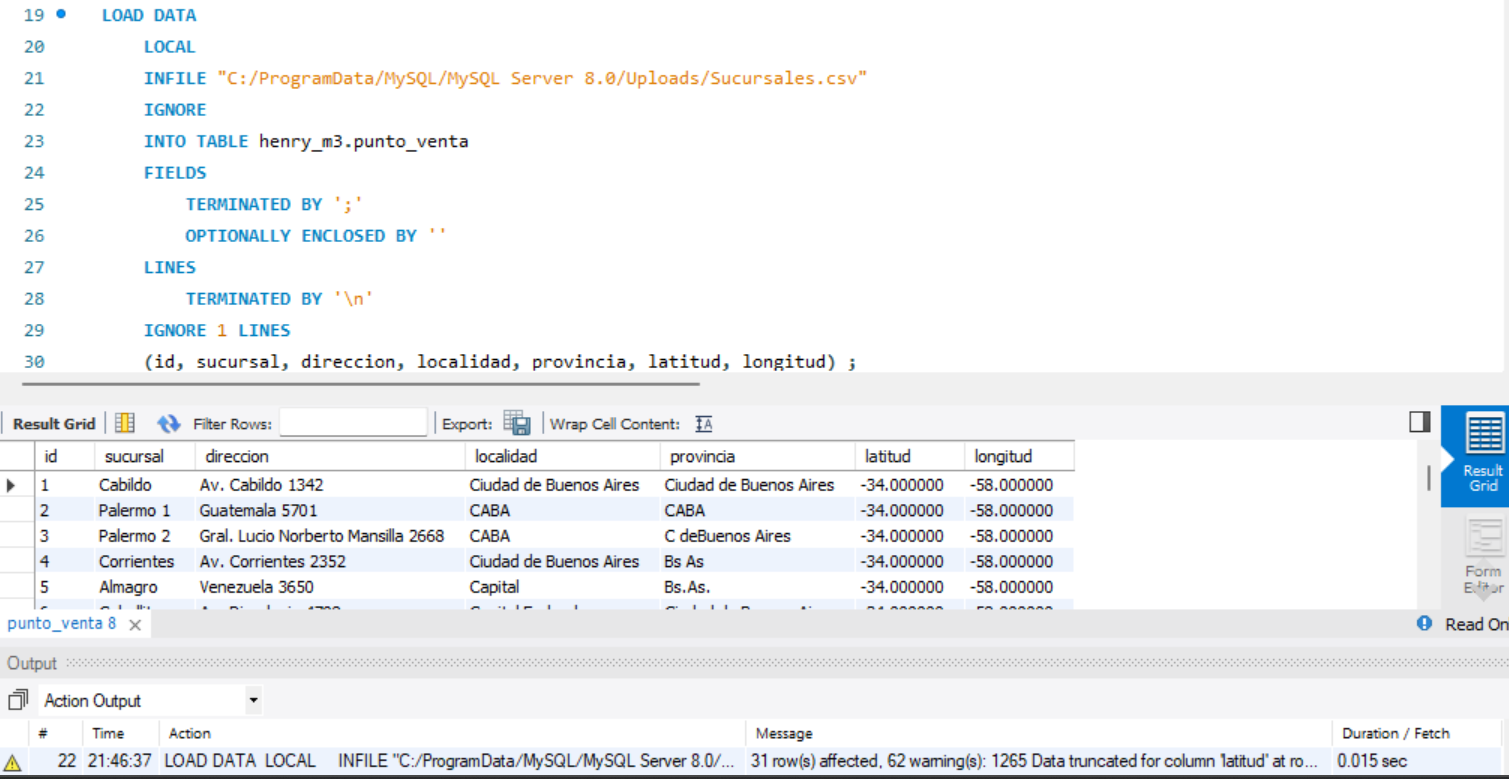 19 LOAD DATA
20 LOCAL
21 INFILE "C:/ProgramData/MySQL/MySQL Server 8.0/Uploads/Sucursales.csv"
22 IGNORE
23 INTO TABLE henry_m3.punto_venta
24 FIELDS
25 TERMINATED BY ';'
26 OPTIONALLY ENCLOSED BY ''
27 LINES
28 TERMINATED BY '\n'
29 IGNORE 1 LINES
30 (id, sucursal, direccion, localidad, provincia, latitud, longitud) ;
Result Grid Filter Rows: Export: Wrap Cell Content: IA
id sucursal direccion localidad provincia latitud longitud
1 Cabildo Av. Cabildo 1342 Ciudad de Buenos Aires Ciudad de Buenos Aires -34.000000 -58.000000
2 Palermo 1 Guatemala 5701 CABA CABA -34.000000 -58.000000
3 Palermo 2 Gral. Lucio Norberto Mansilla 2668 CABA C deBuenos Aires -34.000000 -58.000000
4 Corrientes Av. Corrientes 2352 Ciudad de Buenos Aires Bs As -34.000000 -58.000000
5 Almagro Venezuela 3650 Capital Bs.As. -34.000000 -58.000000
Result
Grid
Form
Editor
punto_venta 8 Read On
Output
Action Output
# Time Action Message Duration / Fetch
22 21:46:37 LOAD DATA LOCAL INFILE "C:/ProgramData/MySQL/MySQL Server 8.0/... 31 row(s) affected, 62 warning(s): 1265 Data truncated for column 'latitud' at ro... 0.015 sec